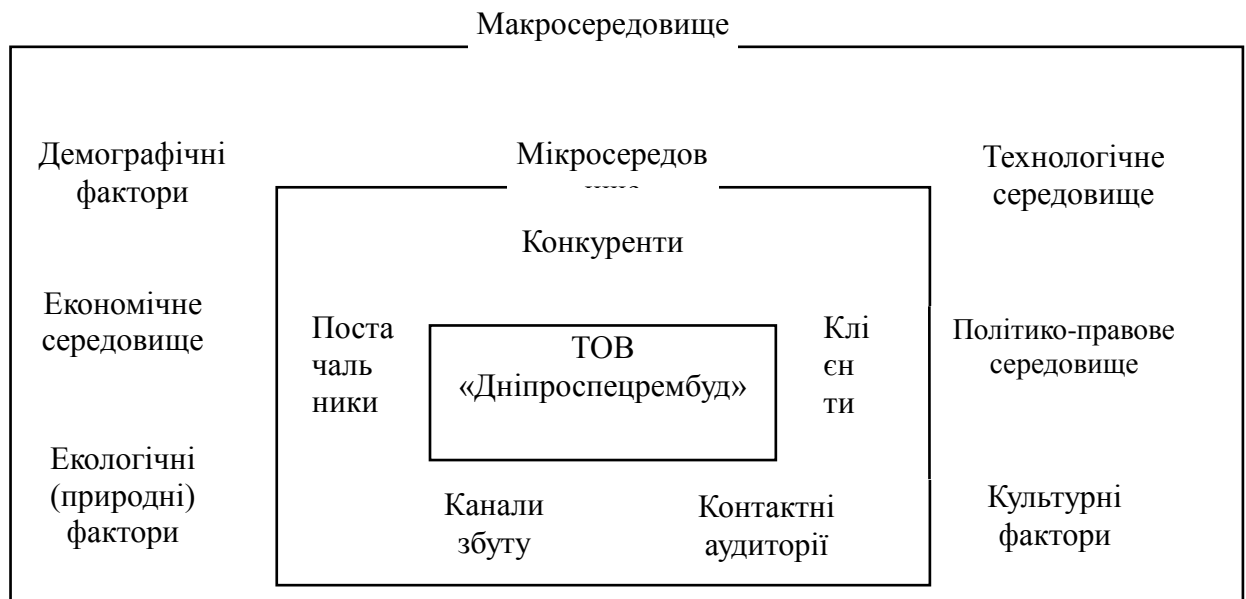 Макросередовище
Демографічні
фактори
Мікросередов
Технологічне
середовище
Конкуренти
Економічне
середовище
Поста
чаль
ники
ТОВ
«Дніпроспецрембуд»
Клі
єн
ти
Політико-правове
середовище
Екологічні
(природні)
фактори
Канали
збуту
Контактні
аудиторії
Культурні
фактори